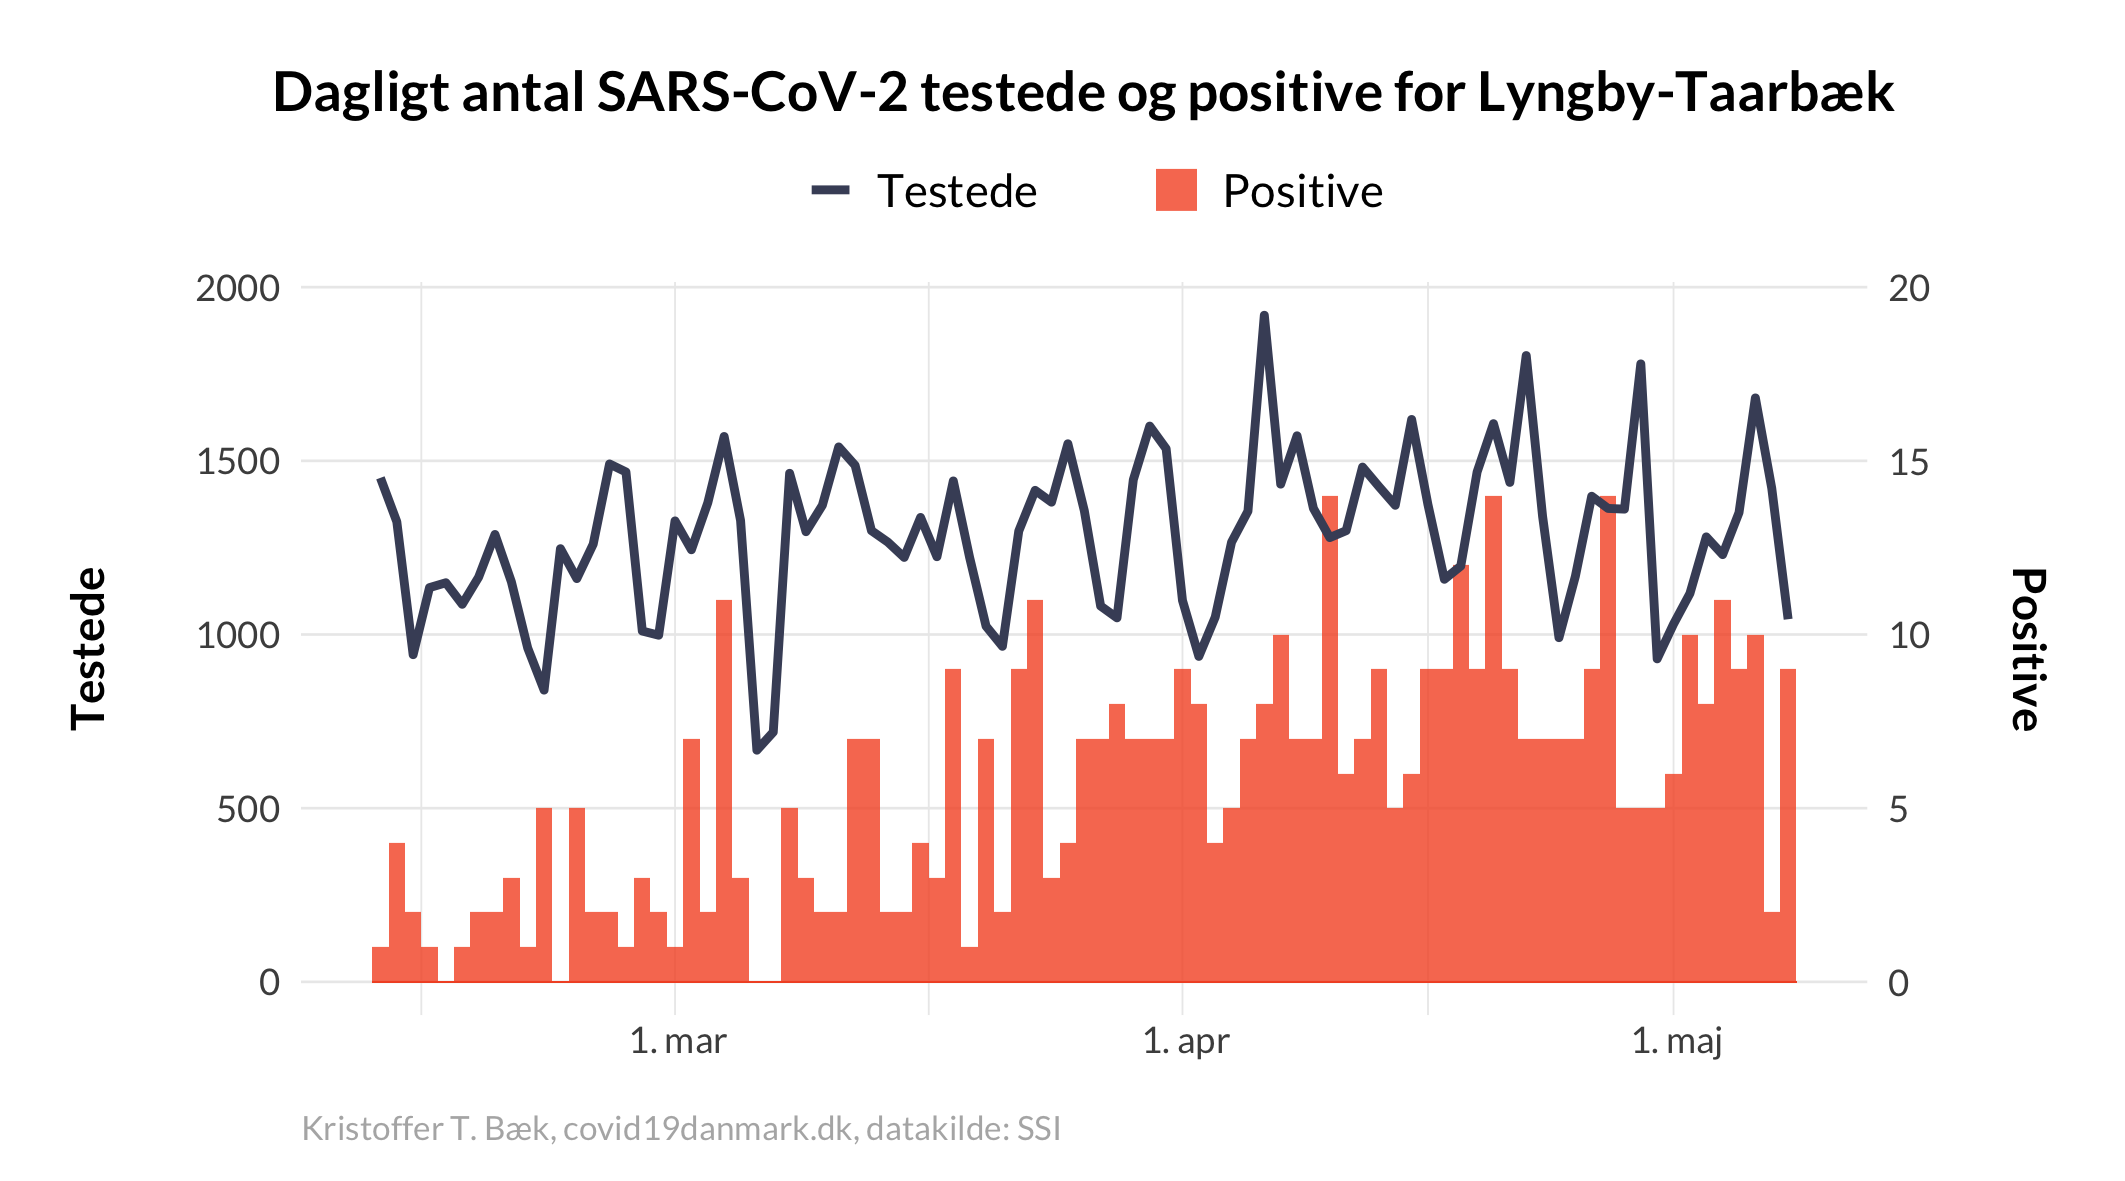 Dagligt antal SARS-CoV-2 testede og positive for Lyngby-Taarbæk
Testede Positive
2000 20
1500 15
1000 10
500 5
0 0
Testede
Positive
1. mar 1. apr 1. maj
Kristoffer T. Bæk, covid19danmark.dk, datakilde: SSI